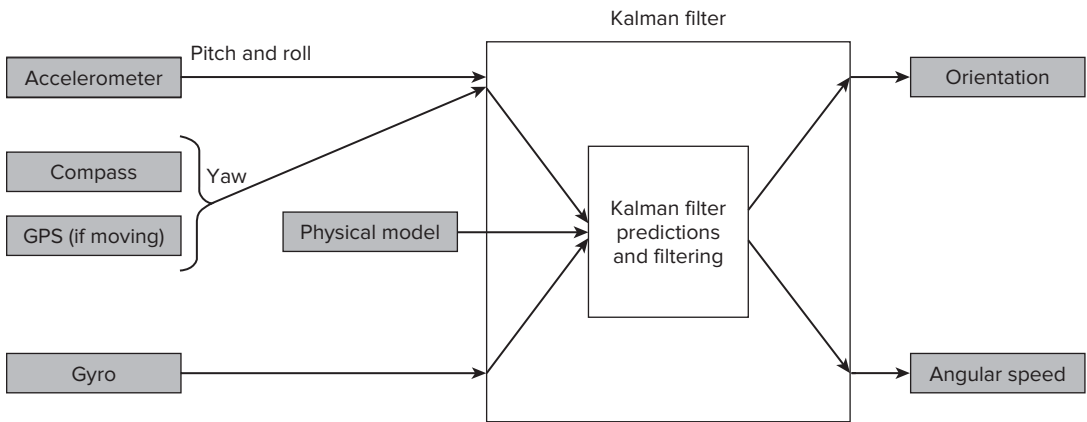 Kalman filter
Pitch and roll
Accelerometer
Orientation
Compass
Yaw
GPS (if moving)
Physical model
Kalman filter
predictions
and filtering
Gyro
Angular speed